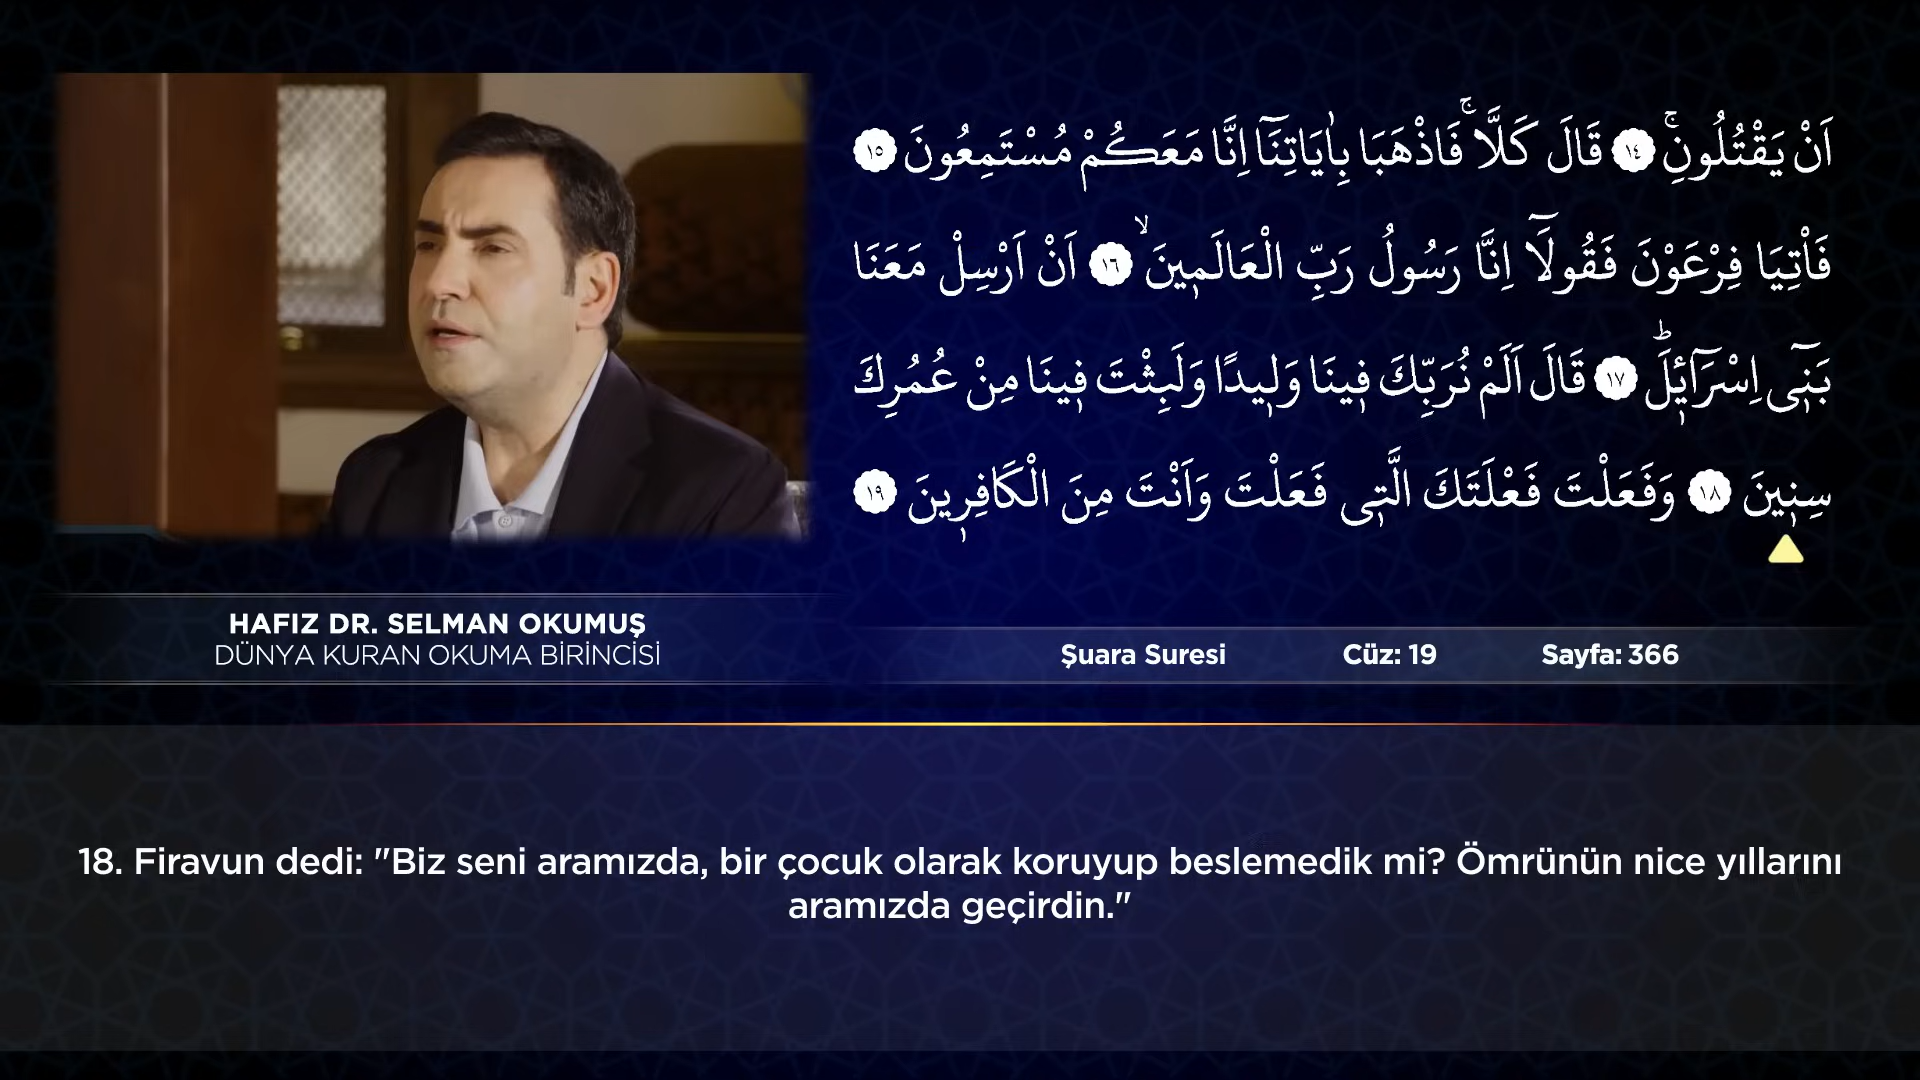 اَنْ يَقْتُلُونِۚ ﴿١٤﴾ قَالَ كَلَّاۚ فَاذْهَبَا بِاٰيَاتِنَٓا اِنَّا مَعَكُمْ مُسْتَمِعُونَ ﴿١٥﴾
فَأْتِيَا فِرْعَوْنَ فَقُولَٓا اِنَّا رَسُولُ رَبِّ الْعَالَم۪ينَۙ ﴿١٦﴾ اَنْ اَرْسِلْ مَعَنَا
بَن۪ٓى اِسْرَٓائ۪لَۜ ﴿١٧﴾ قَالَ اَلَمْ نُرَبِّكَ ف۪ينَا وَل۪يدًا وَلَبِثْتَ ف۪ينَا مِنْ عُمُرِكَ
سِن۪ينَ ﴿١٨﴾ وَفَعَلْتَ فَعْلَتَكَ الَّت۪ى فَعَلْتَ وَاَنْتَ مِنَ الْكَافِر۪ينَ ﴿١٩﴾
HAFIZ DR. SELMAN OKUMUŞ
DÜNYA KURAN OKUMA BİRİNCİSİ
Şuara Suresi Cüz: 19 Sayfa: 366
18. Firavun dedi: "Biz seni aramızda, bir çocuk olarak koruyup beslemedik mi? Ömrünün nice yıllarını
aramızda geçirdin."